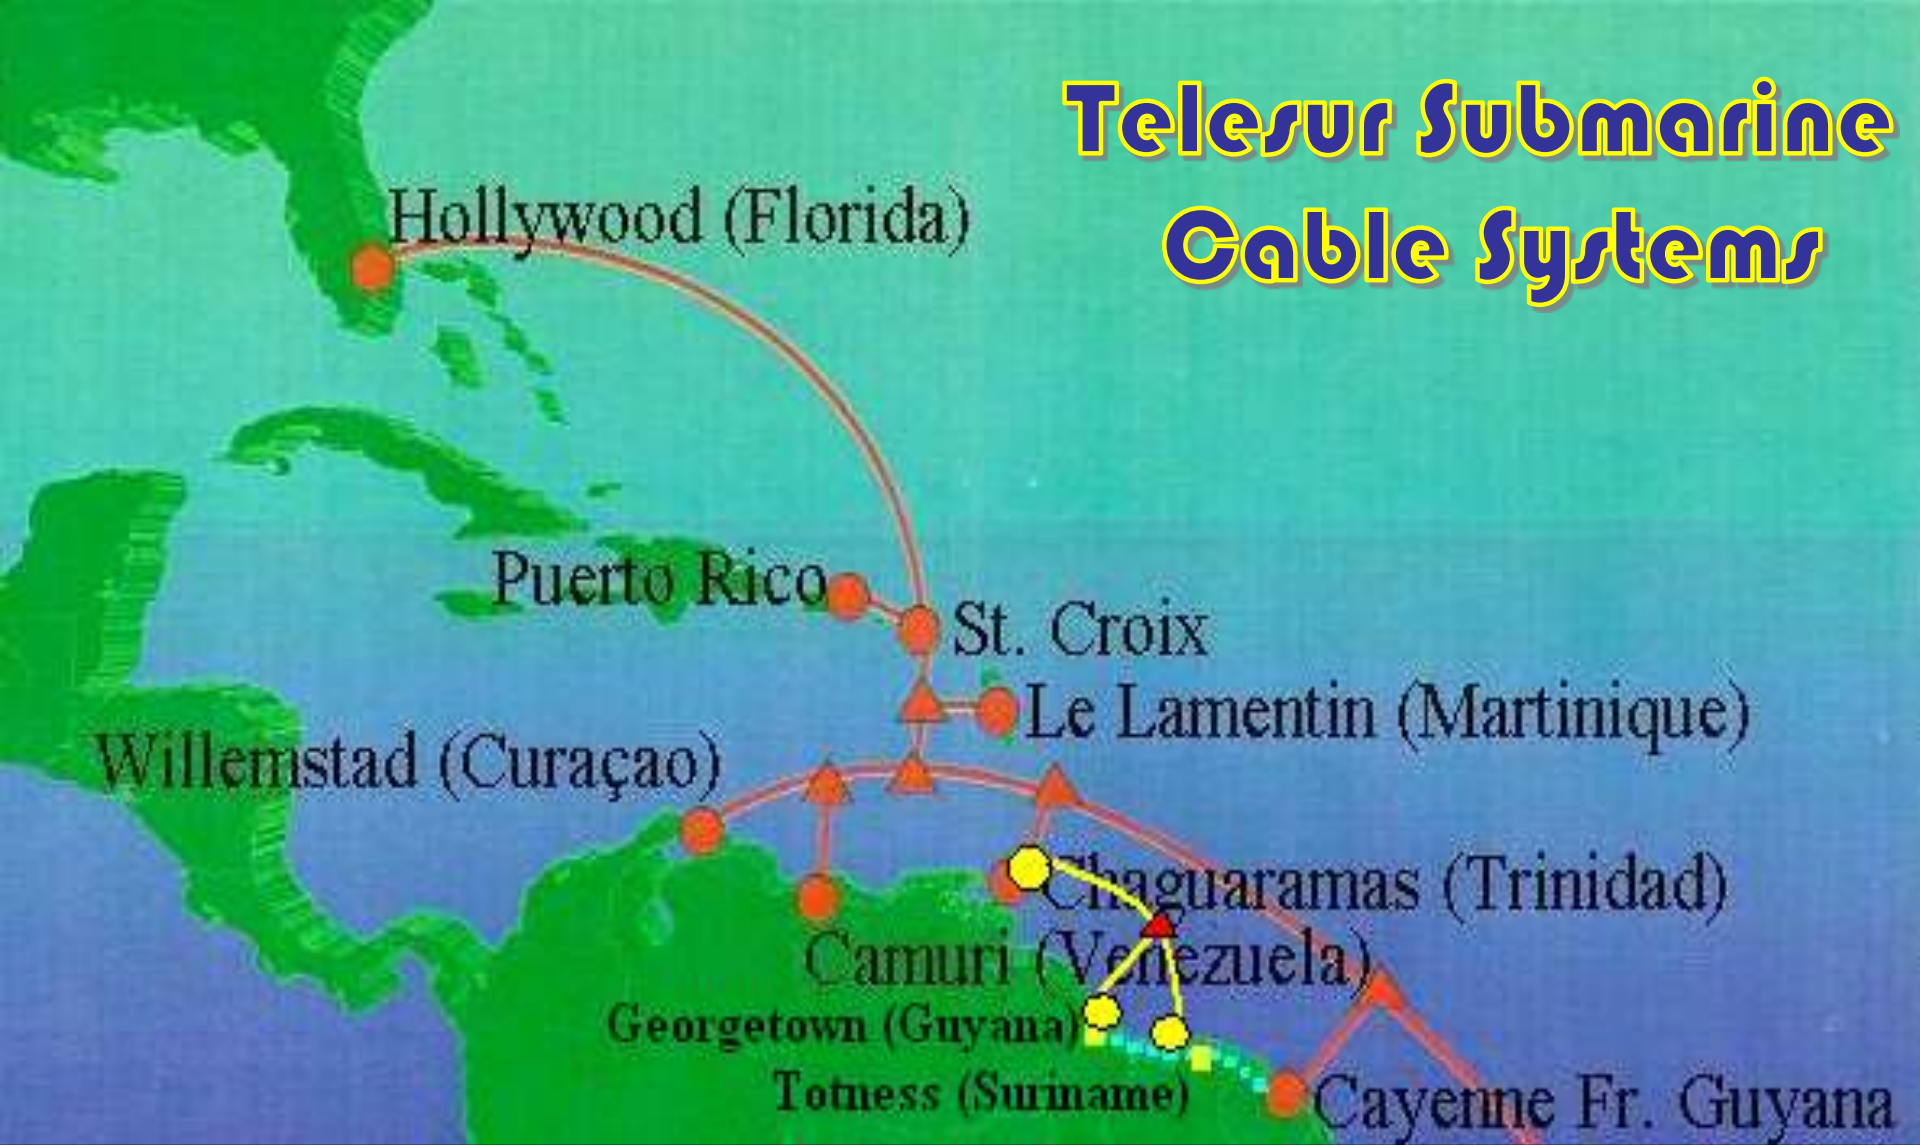 Telesur Submarine
Cable Systems
Hollywood (Florida)
Puerto Rico
St. Croix
Le Lamentin (Martinique)
Willemstad (Curaçao)
Chaguaramas (Trinidad)
Camuri (Venezuela)
Georgetown (Guyana)
Totness (Suriname)
Cayenne Fr. Guyana